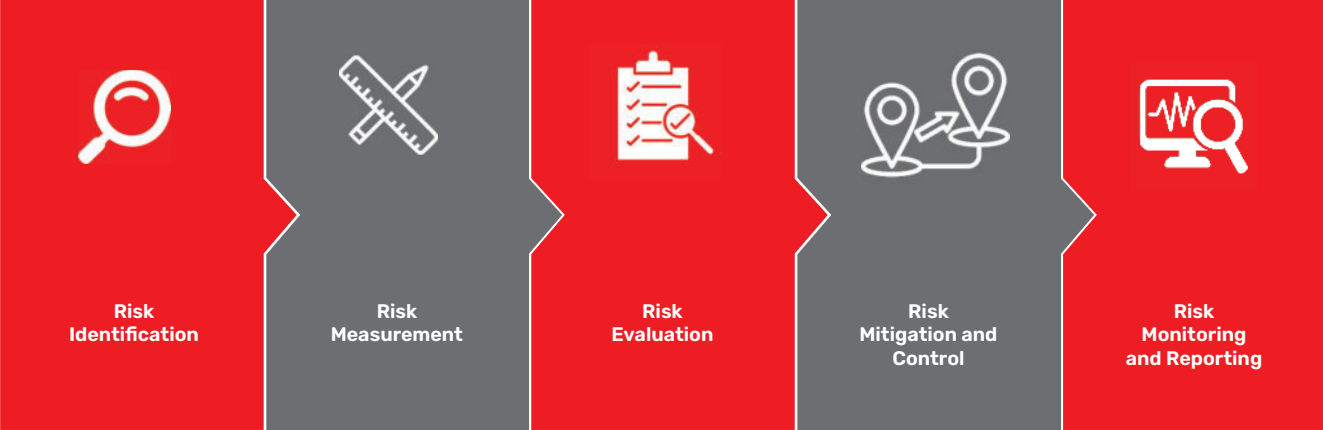 Risk
Identification
Risk
Measurement
Risk
Evaluation
Risk
Mitigation and
Control
Risk
Monitoring
and Reporting